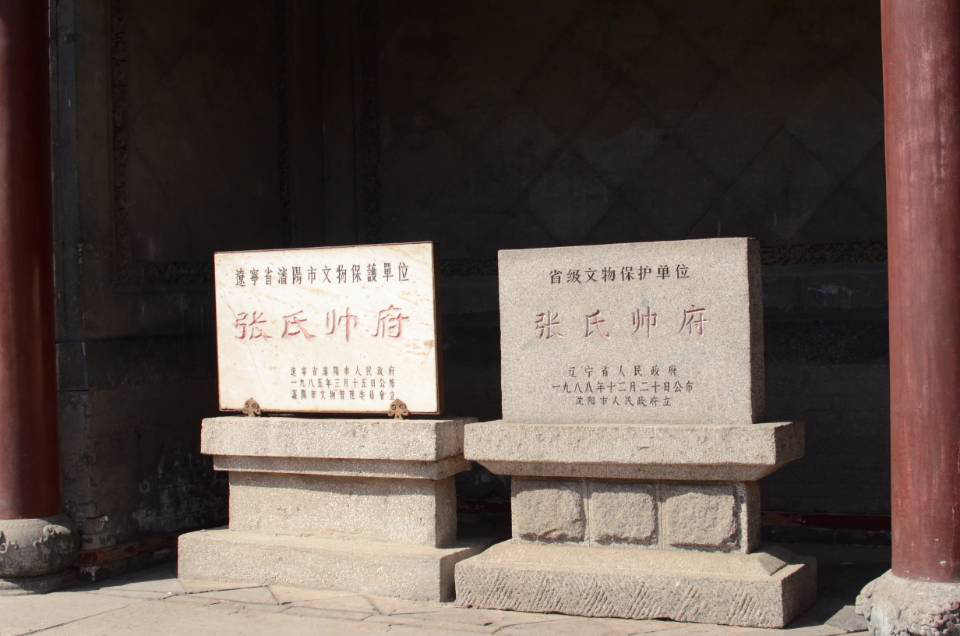 遼寧省瀋陽市文物保護單位
张氏帅府
遼寧省瀋陽市人民政府
一九八五年三月十五日公布
瀋陽市文物管理委員會立
省级文物保护单位
张氏帅府
辽宁省人民政府
一九八八年十二月二十日公布
沈阳市人民政府立